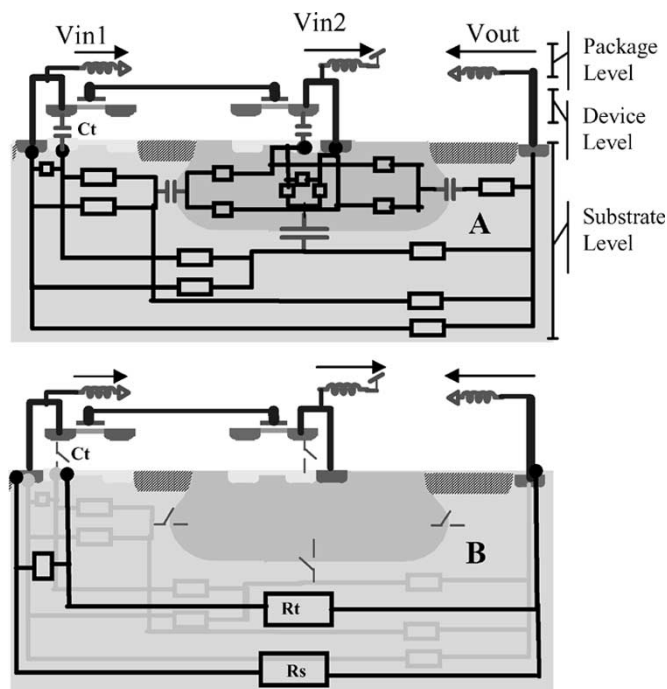 Vin1
Vin2
Vout
Package
Level
Device
Level
Ct
A
Substrate
Level
Ct
B
Rt
Rs